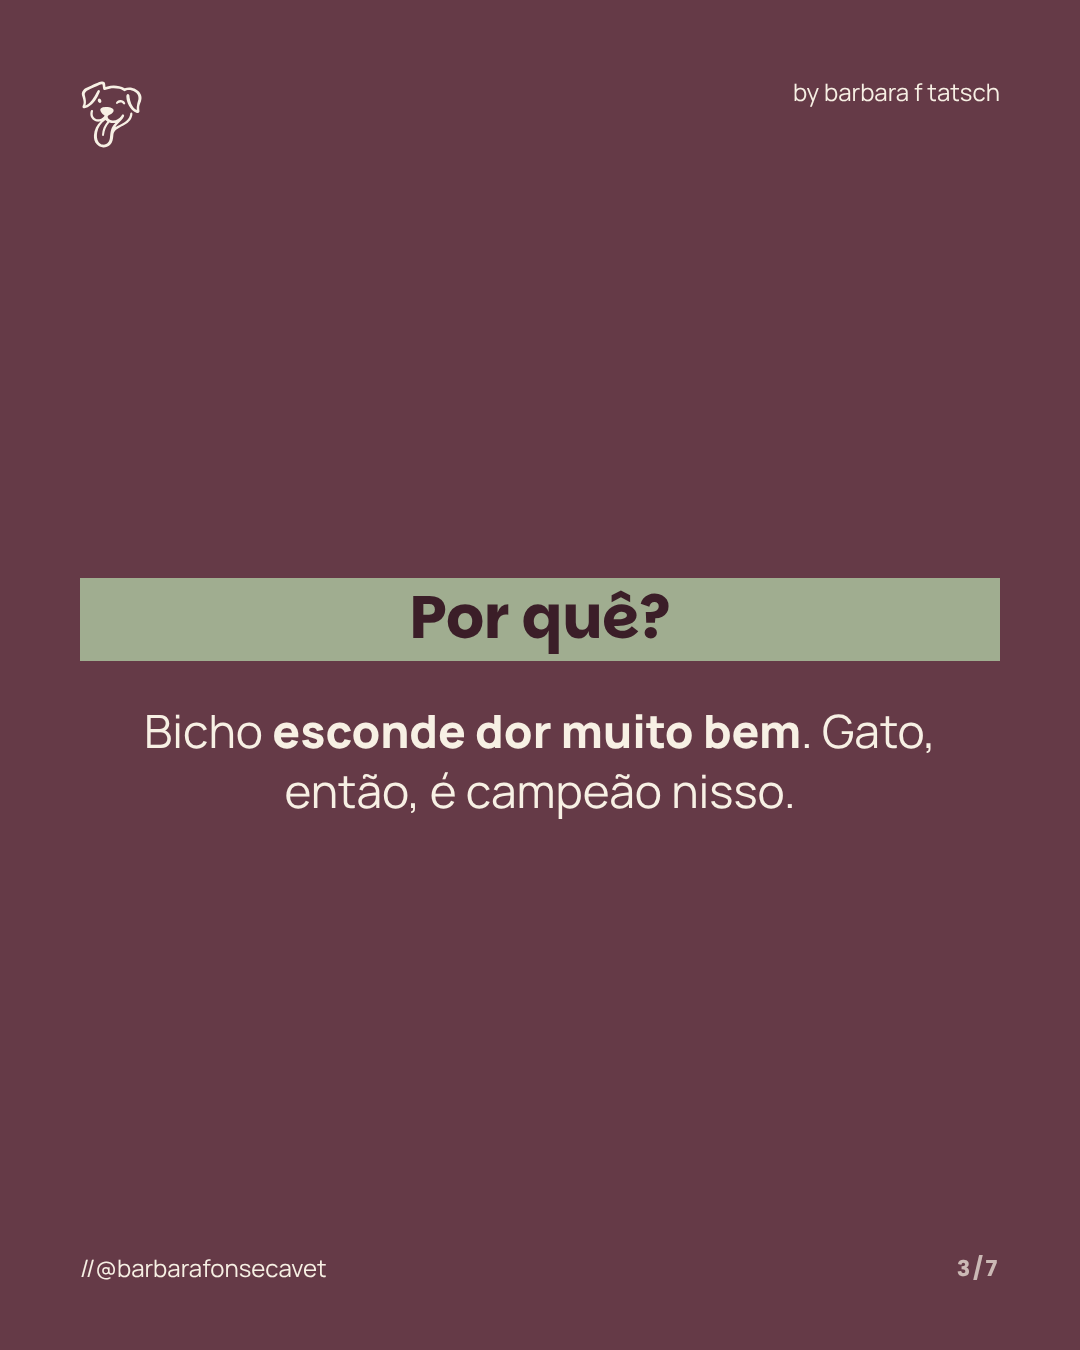 by barbara f tatsch
Por quê?
Bicho esconde dor muito bem. Gato,
então, é campeão nisso.
//@barbarafonsecavet
3/7